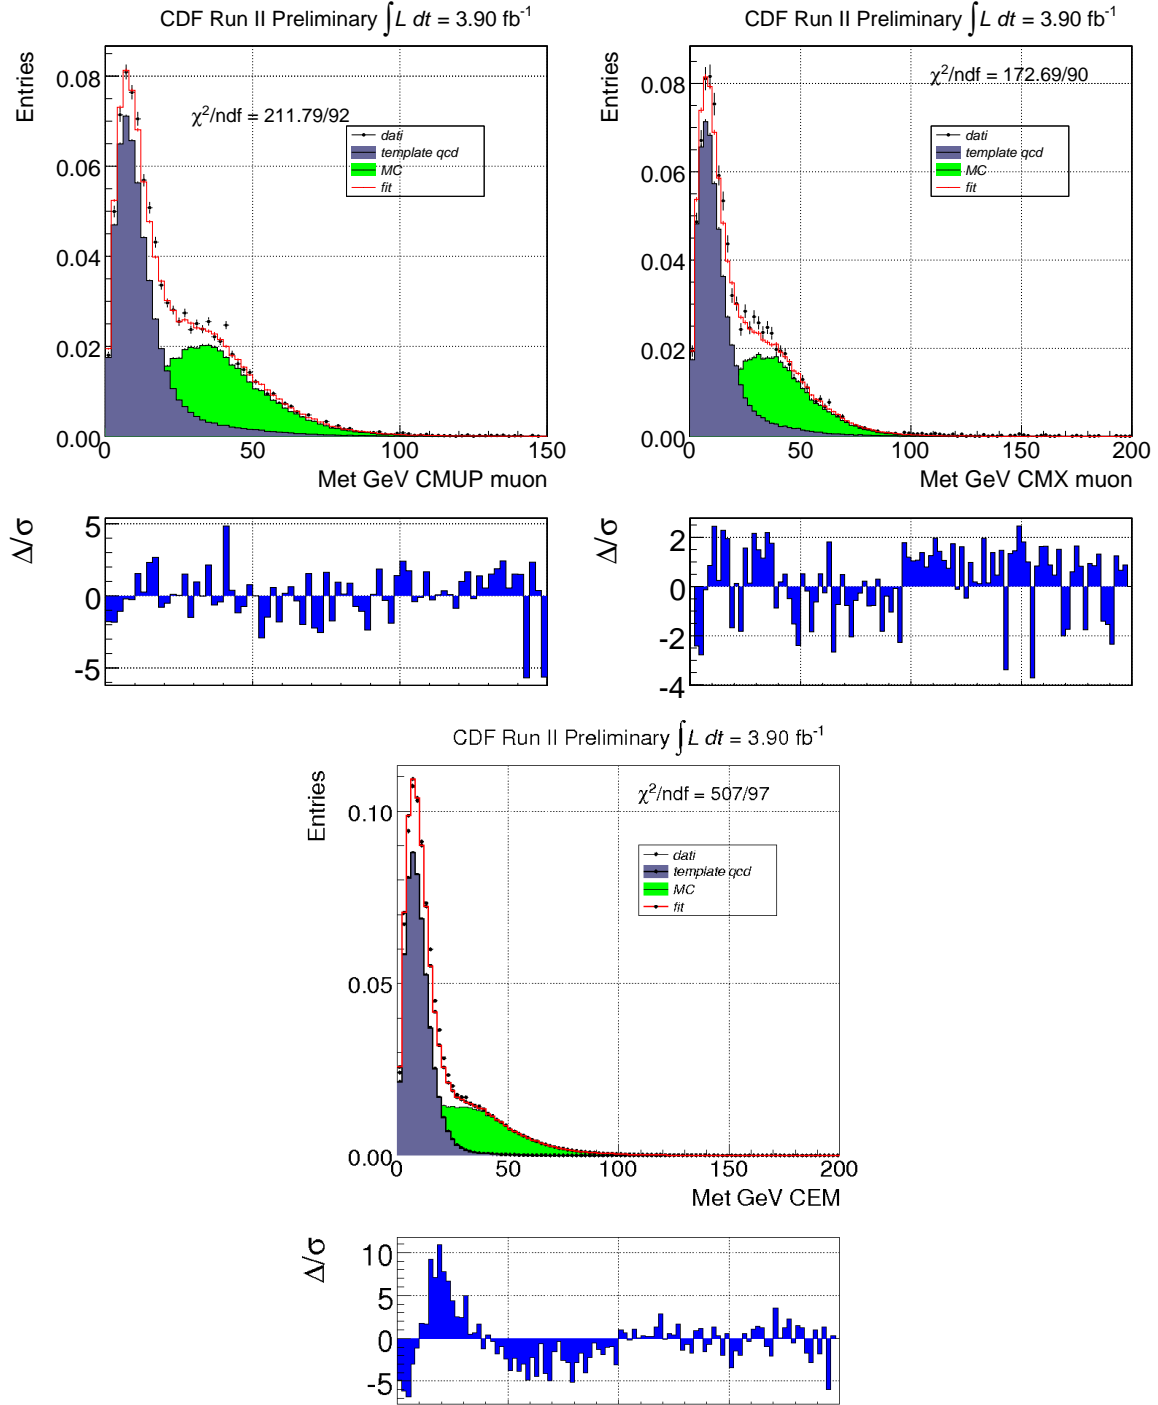 CDF Run II Preliminary ∫L dt = 3.90 fb⁻¹
Entries
χ²/ndf = 211.79/92
dati
template qcd
MC
fit
0.08
0.06
0.04
0.02
0.00
0 50 100 150
Met GeV CMUP muon
Δ/σ
5
0
-5
CDF Run II Preliminary ∫L dt = 3.90 fb⁻¹
Entries
χ²/ndf = 172.69/90
dati
template qcd
MC
fit
0.08
0.06
0.04
0.02
0.00
0 50 100 150 200
Met GeV CMX muon
Δ/σ
2
0
-2
-4
CDF Run II Preliminary ∫L dt = 3.90 fb⁻¹
Entries
χ²/ndf = 507/97
dati
template qcd
MC
fit
0.10
0.05
0.00
0 50 100 150 200
Met GeV CEM
Δ/σ
10
5
0
-5